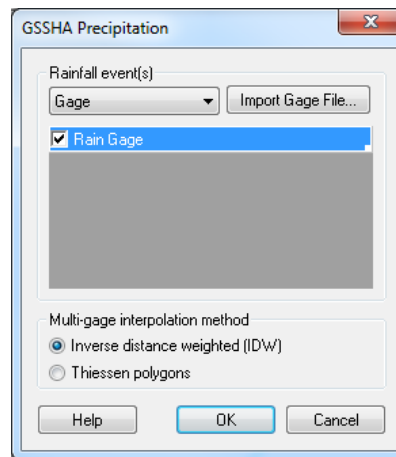 GSSHA Precipitation
Rainfall event(s)
Gage Import Gage File...
Rain Gage
Multi-gage interpolation method
Inverse distance weighted (IDW)
Thiessen polygons
Help OK Cancel